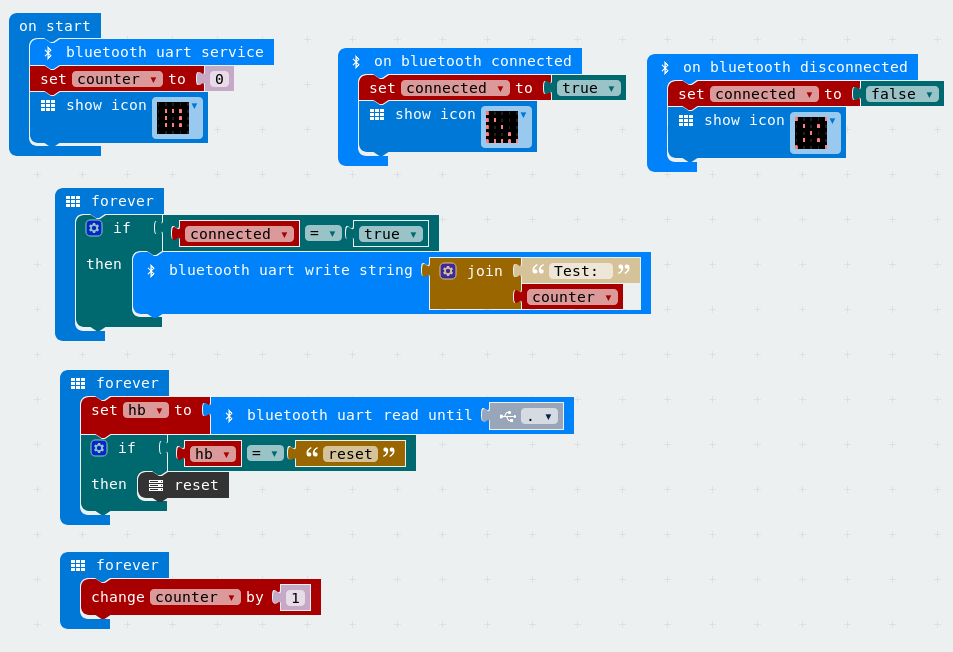 on start
bluetooth uart service
set counter to 0
show icon
on bluetooth connected
set connected to true
show icon
on bluetooth disconnected
set connected to false
show icon
forever
if connected = true
then bluetooth uart write string join “ Test: ”
counter
forever
set hb to bluetooth uart read until .
if hb = “ reset ”
then reset
forever
change counter by 1